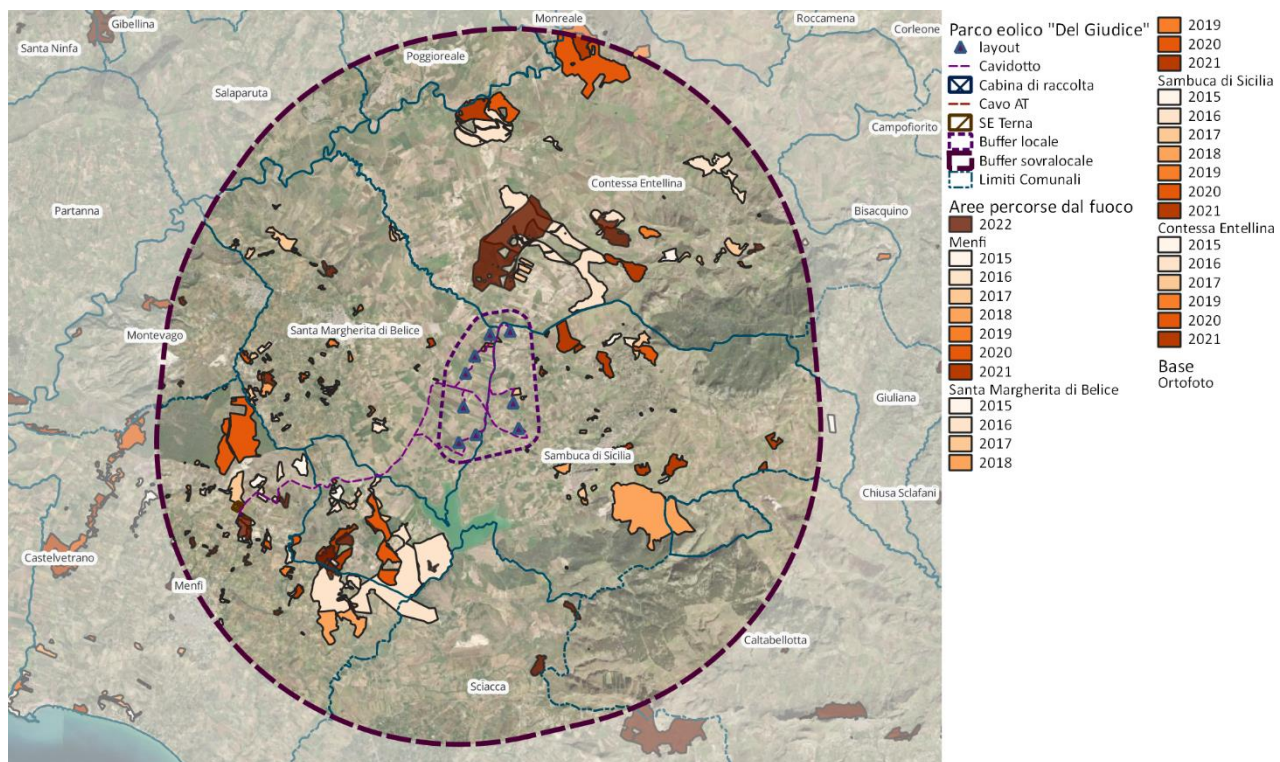 Gibellina
Monreale
Roccamena
Santa Ninfa
Corleone
Poggioreale
Salaparuta
Campofiorito
Contessa Entellina
Partanna
Bisacquino
Montevago
Santa Margherita di Belice
Giuliana
Sambuca di Sicilia
Chiusa Sclafani
Castelvetrano
Menfi
Caltabellotta
Sciacca
Parco eolico "Del Giudice"
layout
Cavidotto
Cabina di raccolta
Cavo AT
SE Terna
Buffer locale
Buffer sovralocale
Limiti Comunali
Aree percorse dal fuoco
2022
Menfi
2015
2016
2017
2018
2019
2020
2021
Santa Margherita di Belice
2015
2016
2017
2018
2019
2020
2021
Sambuca di Sicilia
2015
2016
2017
2018
2019
2020
2021
Contessa Entellina
2015
2016
2017
2019
2020
2021
Base
Ortofoto